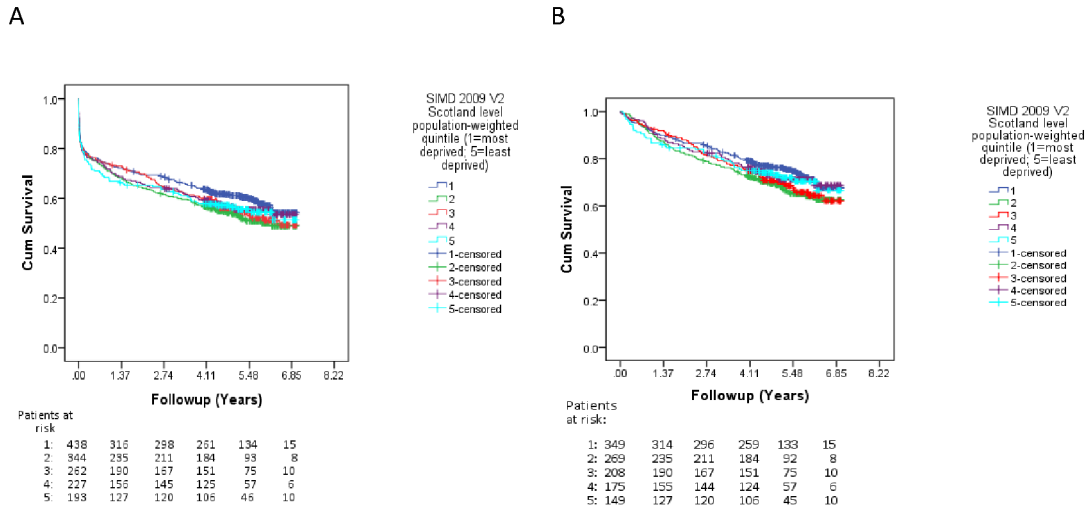 A
B
SIMD 2009 V2
Scotland level
population-weighted
quintile (1=most
deprived; 5=least
deprived)
1
2
3
4
5
1-censored
2-censored
3-censored
4-censored
5-censored
Cum Survival
1.0
0.8
0.6
0.4
0.2
0.0
.00 1.37 2.74 4.11 5.48 6.85 8.22
Followup (Years)
Patients at
risk
1: 438 316 298 261 134 15
2: 344 235 211 184 93 8
3: 262 190 167 151 75 10
4: 227 156 145 125 57 6
5: 193 127 120 106 46 10
SIMD 2009 V2
Scotland level
population-weighted
quintile (1=most
deprived; 5=least
deprived)
1
2
3
4
5
1-censored
2-censored
3-censored
4-censored
5-censored
Cum Survival
1.0
0.8
0.6
0.4
0.2
0.0
.00 1.37 2.74 4.11 5.48 6.85 8.22
Followup (Years)
Patients
at risk:
1: 349 314 296 259 133 15
2: 269 235 211 184 92 8
3: 208 190 167 151 75 10
4: 175 155 144 124 57 6
5: 149 127 120 106 45 10